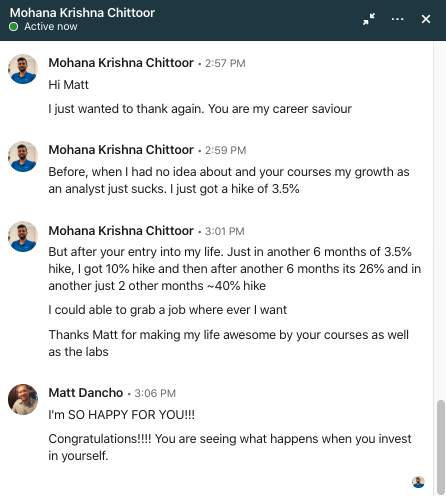 Mohana Krishna Chittoor
Active now
Mohana Krishna Chittoor • 2:57 PM
Hi Matt
I just wanted to thank again. You are my career saviour
Mohana Krishna Chittoor • 2:59 PM
Before, when I had no idea about and your courses my growth as
an analyst just sucks. I just got a hike of 3.5%
Mohana Krishna Chittoor • 3:01 PM
But after your entry into my life. Just in another 6 months of 3.5%
hike, I got 10% hike and then after another 6 months its 26% and in
another just 2 other months ~40% hike
I could able to grab a job where ever I want
Thanks Matt for making my life awesome by your courses as well
as the labs
Matt Dancho • 3:06 PM
I'm SO HAPPY FOR YOU!!!
Congratulations!!!! You are seeing what happens when you invest
in yourself.